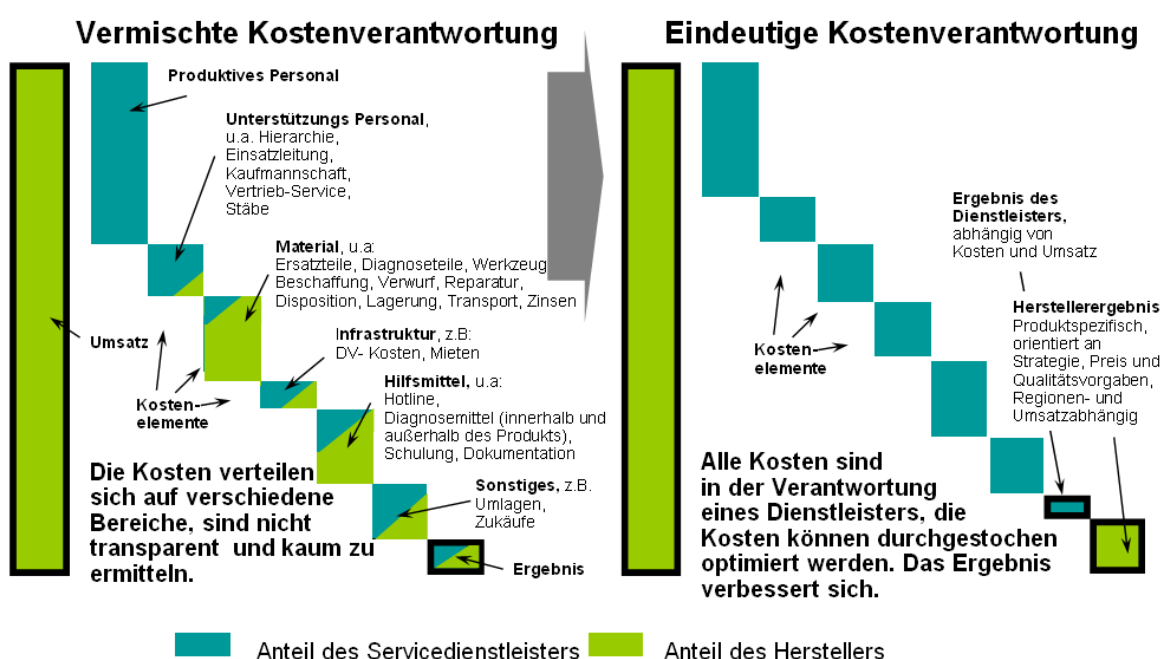 Vermischte Kostenverantwortung
Produktives Personal
Unterstützungs Personal,
u.a. Hierarchie,
Einsatzleitung,
Kaufmannschaft,
Vertrieb-Service,
Stäbe
Material, u.a:
Ersatzteile, Diagnoseteile, Werkzeug
Beschaffung, Verwurf, Reparatur,
Disposition, Lagerung, Transport, Zinsen
Umsatz
Infrastruktur, z.B:
DV- Kosten, Mieten
Kosten-
elemente
Hilfsmittel, u.a:
Hotline,
Diagnosemittel (innerhalb und
außerhalb des Produkts),
Schulung, Dokumentation
Die Kosten verteilen
sich auf verschiedene
Bereiche, sind nicht
transparent und kaum zu
ermitteln.
Sonstiges, z.B.
Umlagen,
Zukäufe
Ergebnis
Eindeutige Kostenverantwortung
Ergebnis des
Dienstleisters,
abhängig von
Kosten und Umsatz
Herstellerergebnis
Produktspezifisch,
orientiert an
Strategie, Preis und
Qualitätsvorgaben,
Regionen- und
Umsatzabhängig
Kosten-
elemente
Alle Kosten sind
in der Verantwortung
eines Dienstleisters, die
Kosten können durchgestochen
optimiert werden. Das Ergebnis
verbessert sich.
Anteil des Servicedienstleisters
Anteil des Herstellers